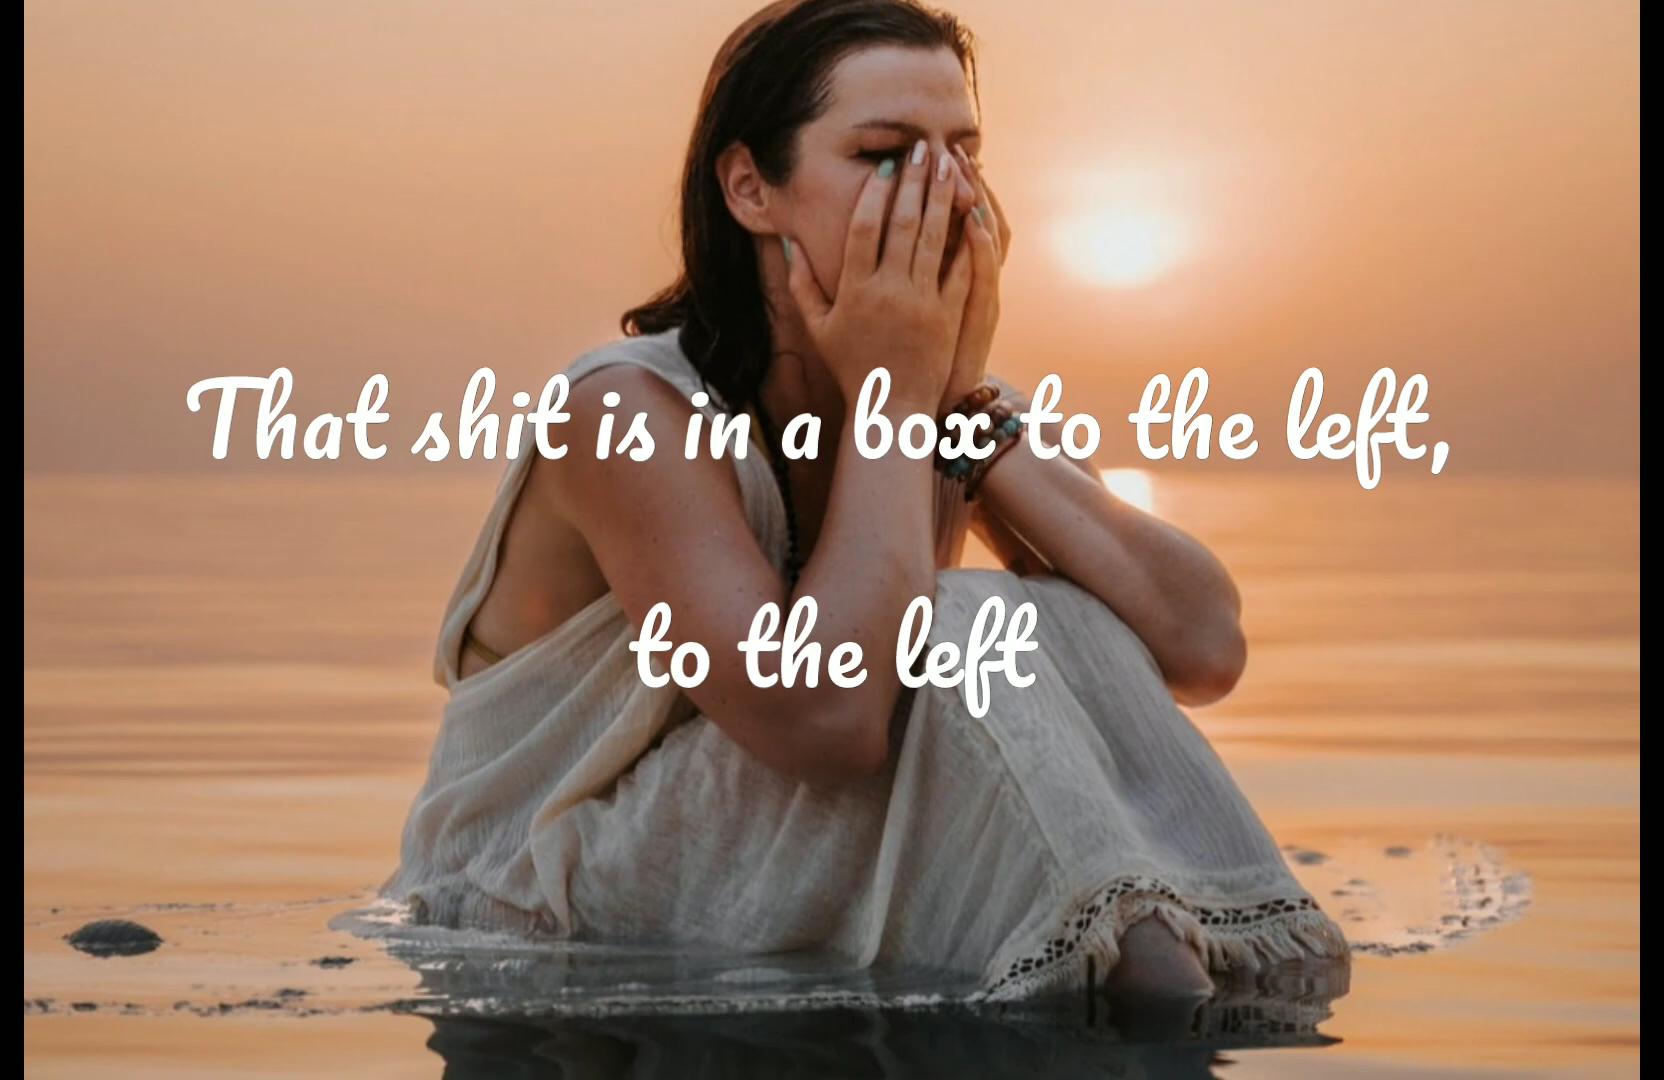 That shit is in a box to the left,
to the left